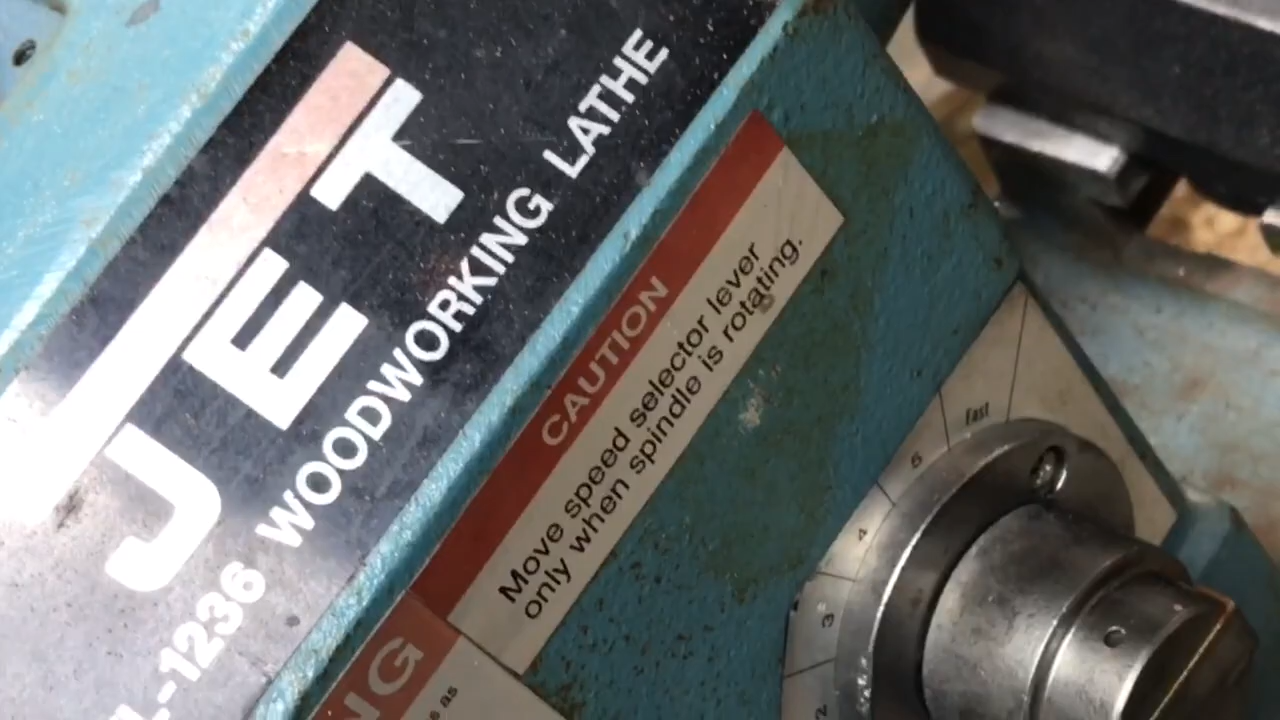 JET
WOODWORKING LATHE
L-1236
CAUTION
Move speed selector lever
only when spindle is rotating.
NG
as
Fast
5
4
3
2